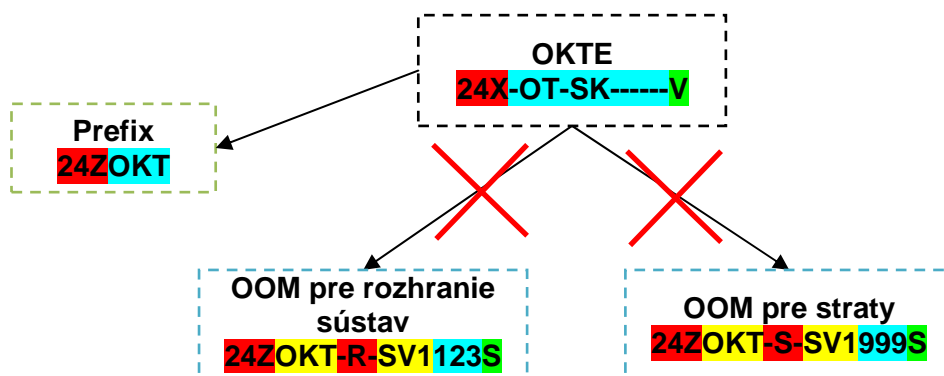 OKTE
24X-OT-SK------V
Prefix
24ZOKT
OOM pre rozhranie
sústav
24ZOKT-R-SV1123S
OOM pre straty
24ZOKT-S-SV1999S